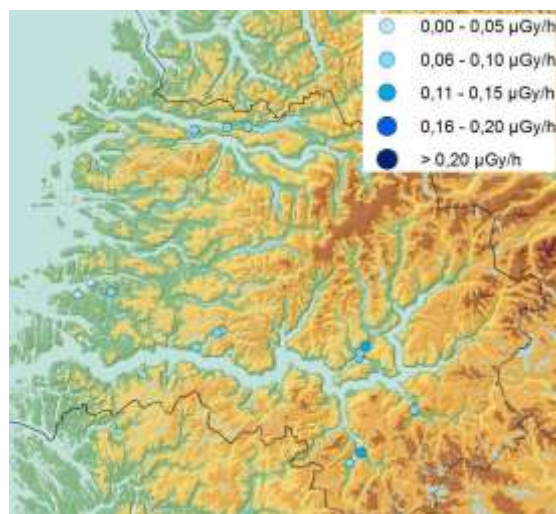 0,00 - 0,05 µGy/h
0,06 - 0,10 µGy/h
0,11 - 0,15 µGy/h
0,16 - 0,20 µGy/h
> 0,20 µGy/h